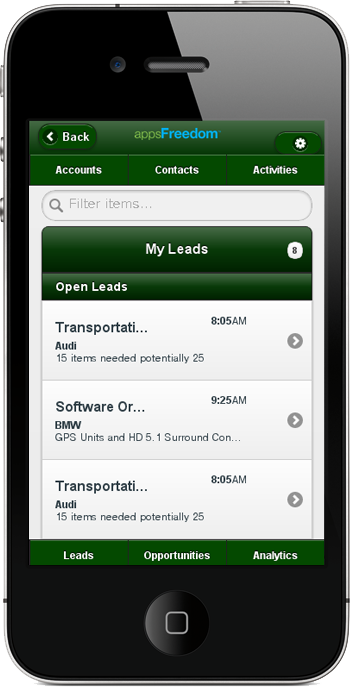 Back
appsFreedom
Accounts Contacts Activities
Filter items...
My Leads 8
Open Leads
Transportati... 8:05AM
Audi
15 items needed potentially 25
Software Or... 9:25AM
BMW
GPS Units and HD 5.1 Surround Con...
Transportati... 8:05AM
Audi
15 items needed potentially 25
Leads Opportunities Analytics